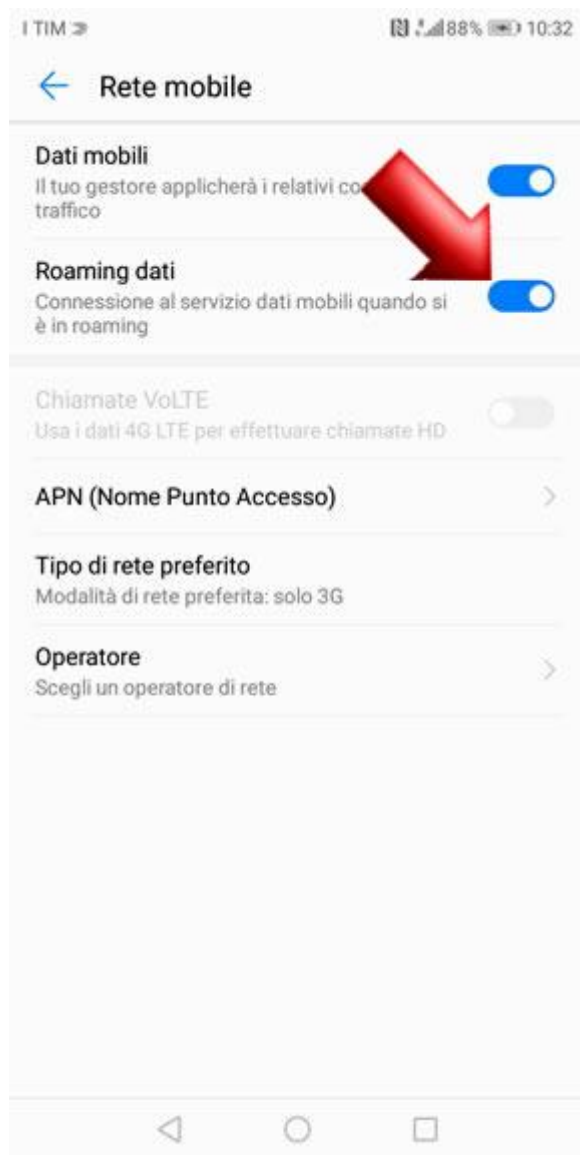 I TIM
88% 10:32
Rete mobile
Dati mobili
Il tuo gestore applicherà i relativi
traffico
Roaming dati
Connessione al servizio dati mobili quando si
è in roaming
Chiamate VoLTE
Usa i dati 4G LTE per effettuare chiamate HD
APN (Nome Punto Accesso)
Tipo di rete preferito
Modalità di rete preferita: solo 3G
Operatore
Scegli un operatore di rete